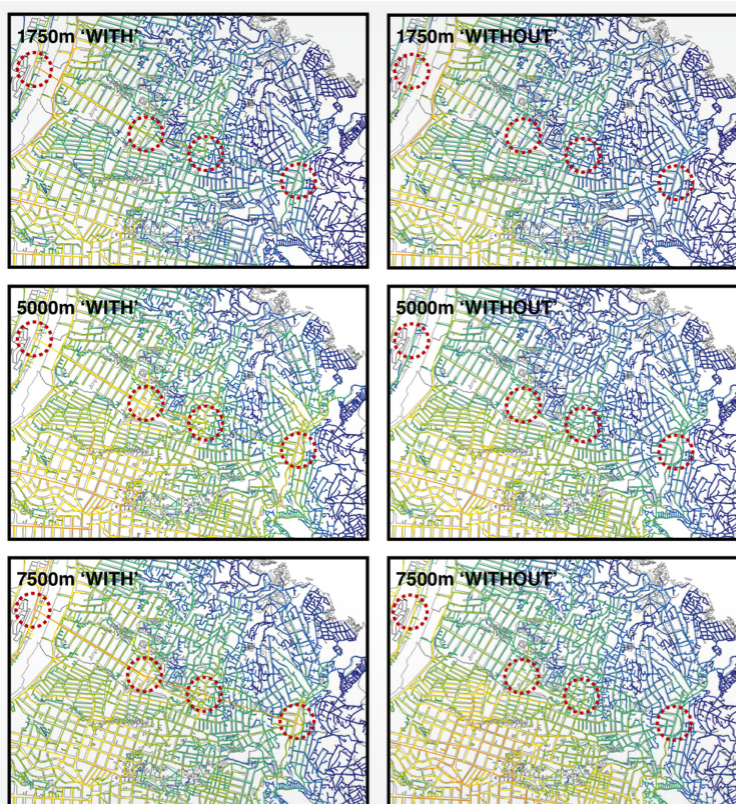 1750m ‘WITH’
1750m ‘WITHOUT’
5000m ‘WITH’
5000m ‘WITHOUT’
7500m ‘WITH’
7500m ‘WITHOUT’